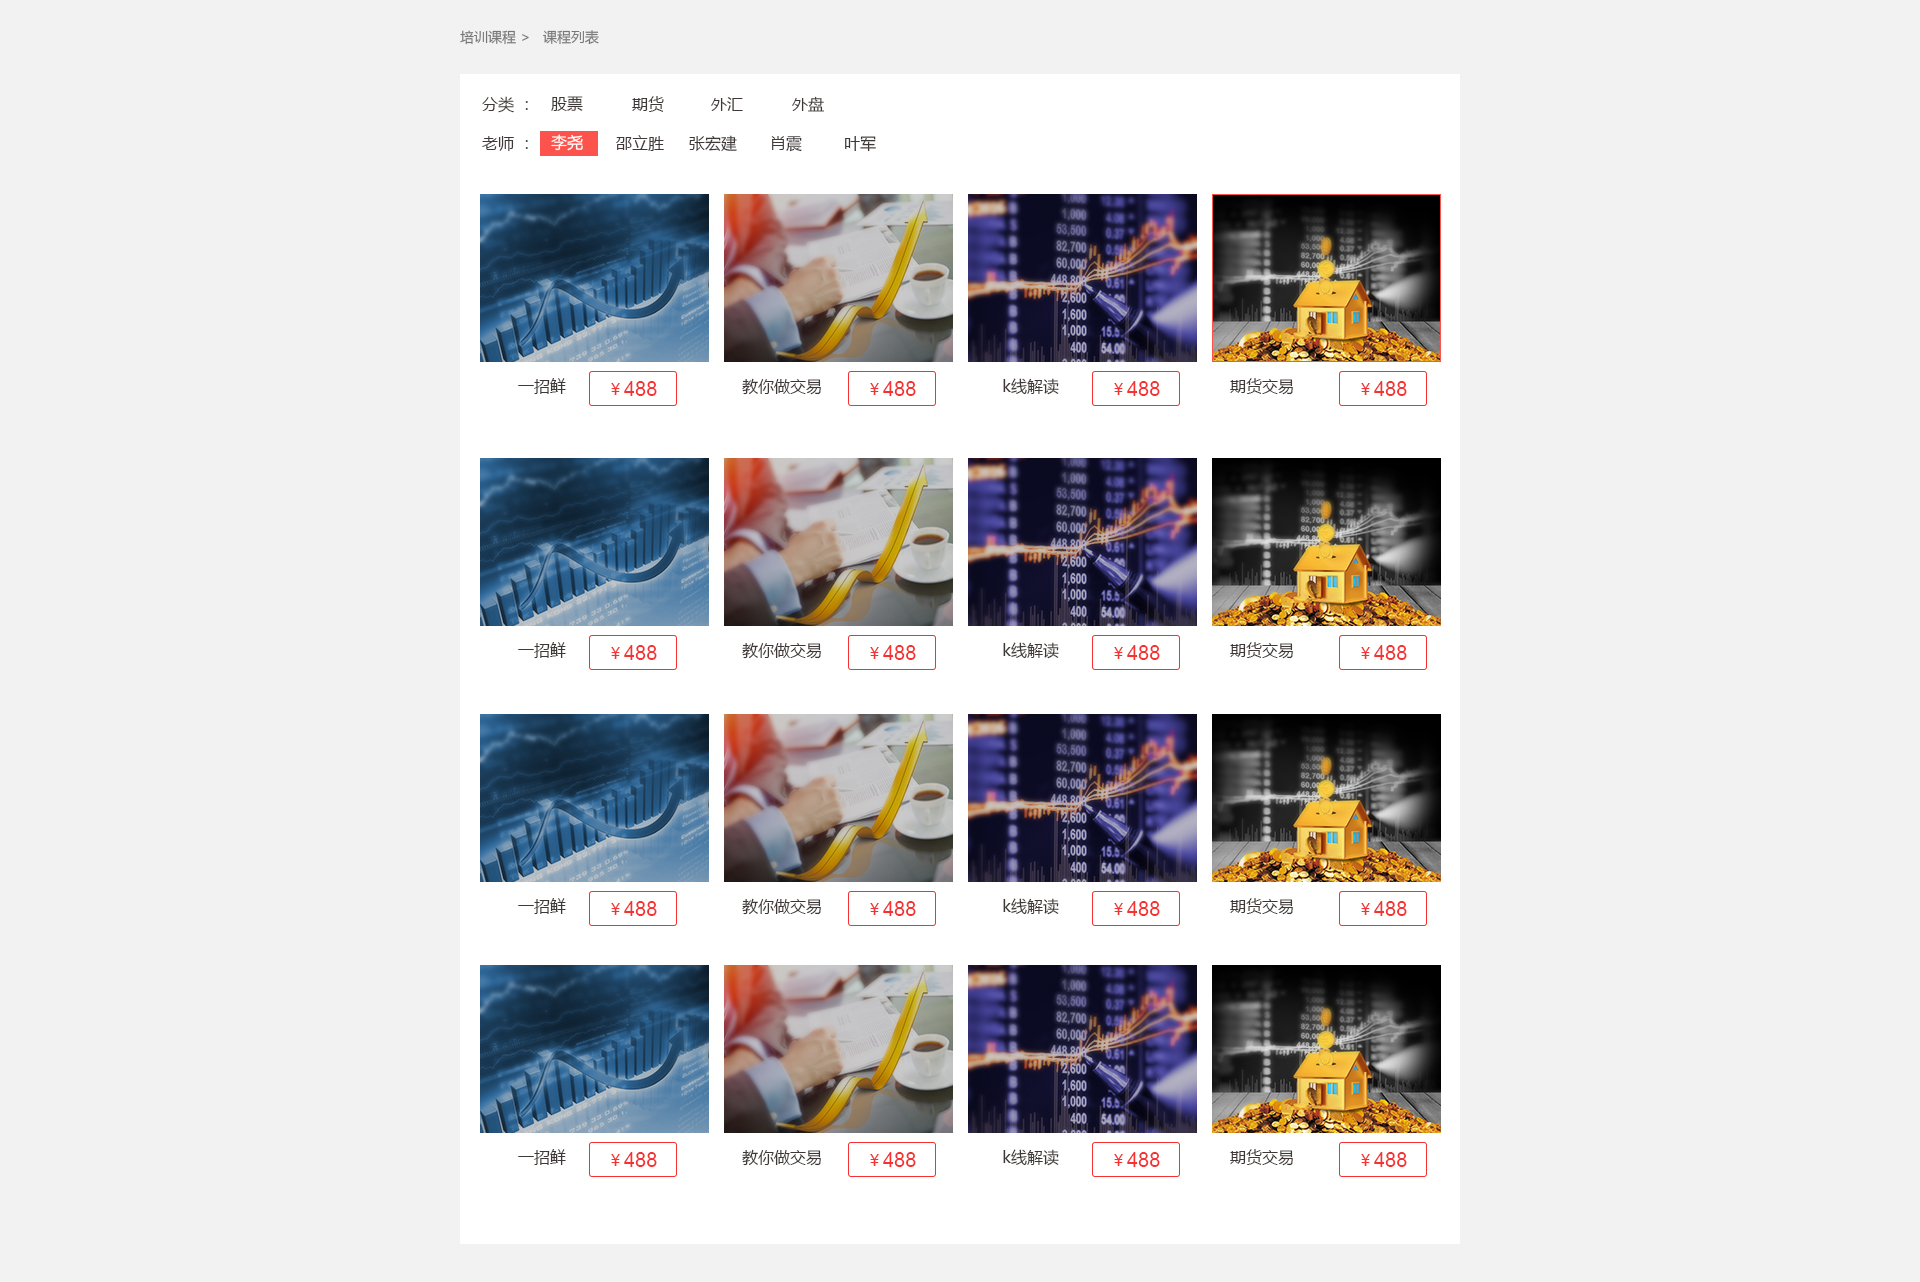 培训课程 > 课程列表
分类 : 股票 期货 外汇 外盘
老师 : 李尧 邵立胜 张宏建 肖震 叶军
一招鲜 ¥488 教你做交易 ¥488 k线解读 ¥488 期货交易 ¥488
一招鲜 ¥488 教你做交易 ¥488 k线解读 ¥488 期货交易 ¥488
一招鲜 ¥488 教你做交易 ¥488 k线解读 ¥488 期货交易 ¥488
一招鲜 ¥488 教你做交易 ¥488 k线解读 ¥488 期货交易 ¥488